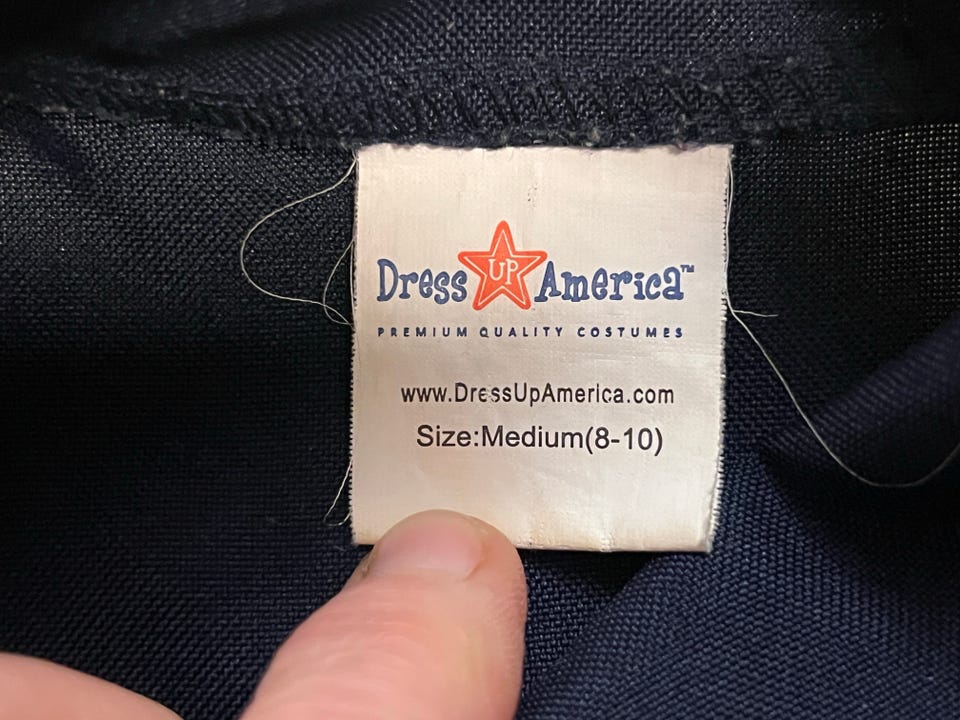 Dress UP America™
PREMIUM QUALITY COSTUMES
www.DressUpAmerica.com
Size:Medium(8-10)